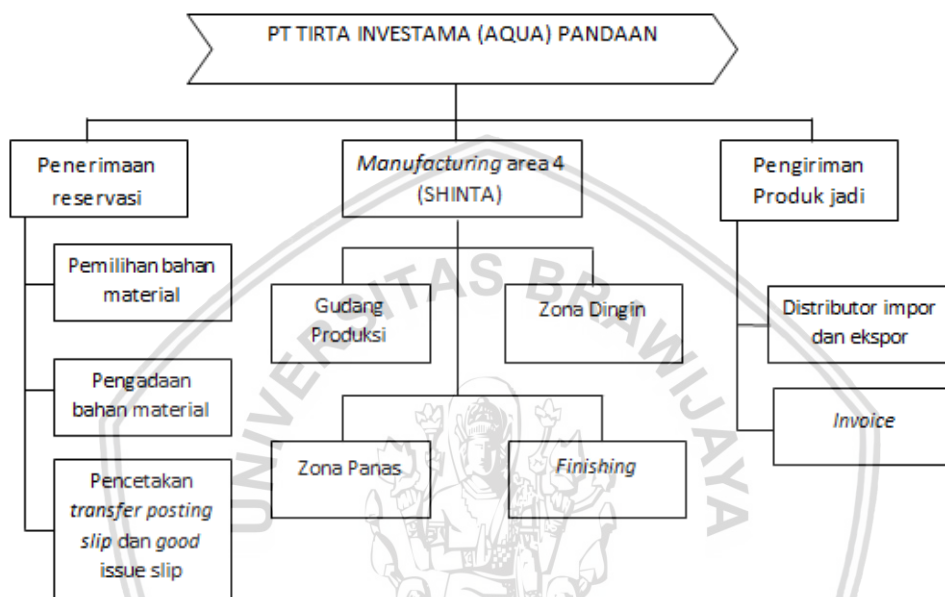 PT TIRTA INVESTAMA (AQUA) PANDAAN
Penerimaan
reservasi
Manufacturing area 4
(SHINTA)
Pengiriman
Produk jadi
Pemilihan bahan
material
Gudang
Produksi
Zona Dingin
Distributor impor
dan ekspor
Pengadaan
bahan material
Zona Panas
Finishing
Invoice
Pencetakan
transfer posting
slip dan good
issue slip
UNIVERSITAS BRAWIJAYA